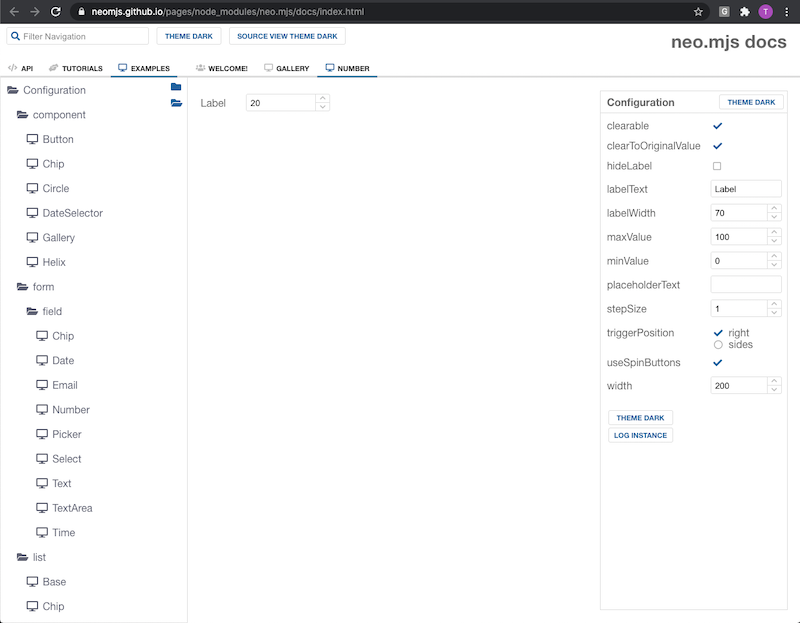 neomjs.github.io/pages/node_modules/neo.mjs/docs/index.html
G
T
Filter Navigation
THEME DARK
SOURCE VIEW THEME DARK
neo.mjs docs
API
TUTORIALS
EXAMPLES
WELCOME!
GALLERY
NUMBER
Configuration
component
Button
Chip
Circle
DateSelector
Gallery
Helix
form
field
Chip
Date
Email
Number
Picker
Select
Text
TextArea
Time
list
Base
Chip
Label
20
Configuration
THEME DARK
clearable
clearToOriginalValue
hideLabel
labelText Label
labelWidth 70
maxValue 100
minValue 0
placeholderText
stepSize 1
triggerPosition right
sides
useSpinButtons
width 200
THEME DARK
LOG INSTANCE